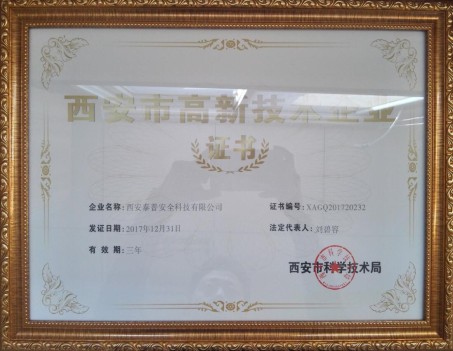 西安市高新技术企业
证书
企业名称：西安泰普安全科技有限公司 证书编号：XAGQ201720232
发证日期：2017年12月31日 法定代表人：刘碧容
有效期：三年
西安市科学技术局